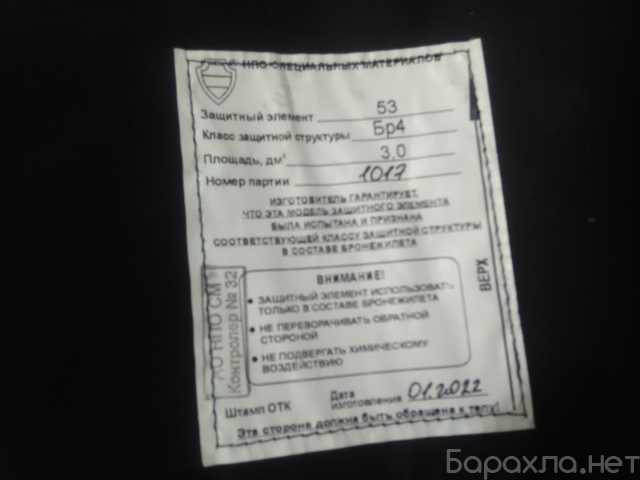 НПО СПЕЦИАЛЬНЫХ МАТЕРИАЛОВ
Защитный элемент 53
Класс защитной структуры Бр4
Площадь, дм² 3,0
Номер партии 1017
ИЗГОТОВИТЕЛЬ ГАРАНТИРУЕТ,
ЧТО ЭТА МОДЕЛЬ ЗАЩИТНОГО ЭЛЕМЕНТА
БЫЛА ИСПЫТАНА И ПРИЗНАНА
СООТВЕТСТВУЮЩЕЙ КЛАССУ ЗАЩИТНОЙ СТРУКТУРЫ
В СОСТАВЕ БРОНЕЖИЛЕТА
ВНИМАНИЕ!
• ЗАЩИТНЫЙ ЭЛЕМЕНТ ИСПОЛЬЗОВАТЬ
ТОЛЬКО В СОСТАВЕ БРОНЕЖИЛЕТА
• НЕ ПЕРЕВОРАЧИВАТЬ ОБРАТНОЙ
СТОРОНОЙ
• НЕ ПОДВЕРГАТЬ ХИМИЧЕСКОМУ
ВОЗДЕЙСТВИЮ
ВЕРХ
АО НПО СМ
Контролер № 32
Штамп ОТК
Дата
изготовления 01.2022
Эта сторона должна быть обращена к телу!
Барахла.нет